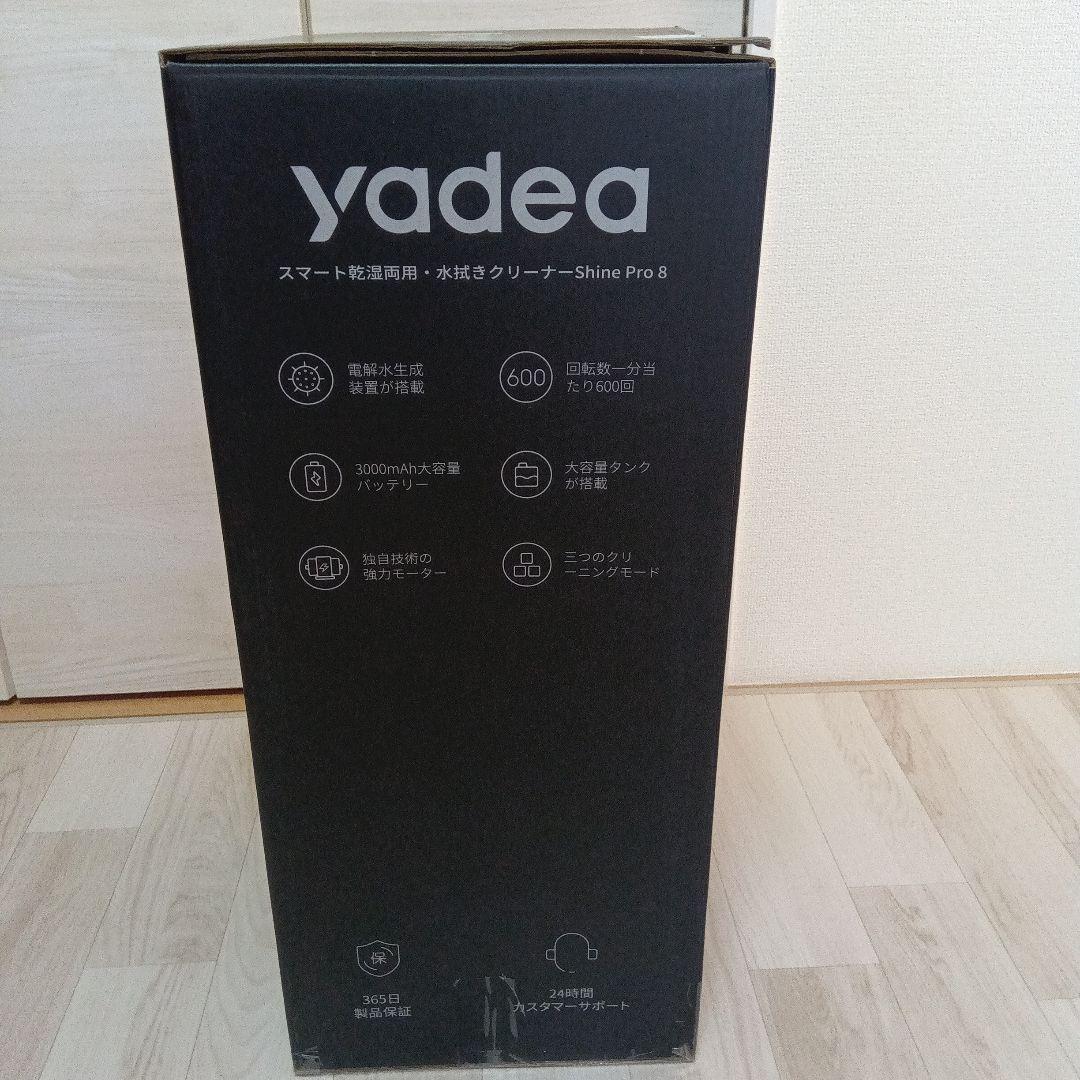 yadea
スマート乾湿両用・水拭きクリーナーShine Pro 8
電解水生成
装置が搭載
600
回転数一分当
たり600回
3000mAh大容量
バッテリー
大容量タンク
が搭載
独自技術の
強力モーター
三つのクリ
ーニングモード
保
365日
製品保証
24時間
カスタマーサポート